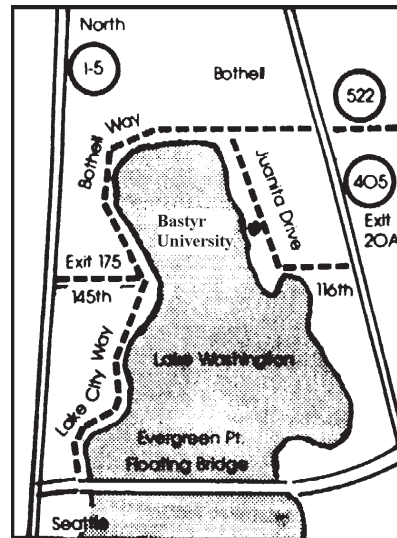 North
I-5
Bothell
522
Bothell Way
Juanita Drive
405
Exit
20A
Bastyr
University
Exit 175
145th
116th
Lake City Way
Lake Washington
Evergreen Pt.
Floating Bridge
Seattle